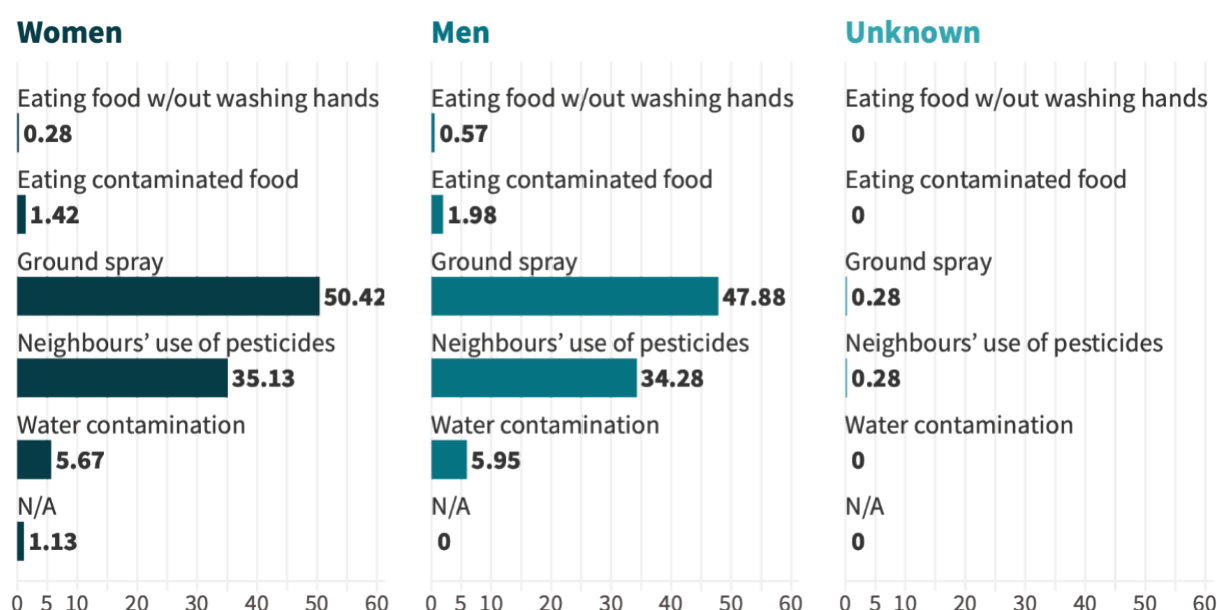 Women
Eating food w/out washing hands
0.28
Eating contaminated food
1.42
Ground spray
50.42
Neighbours’ use of pesticides
35.13
Water contamination
5.67
N/A
1.13
0 5 10 20 30 40 50 60
Men
Eating food w/out washing hands
0.57
Eating contaminated food
1.98
Ground spray
47.88
Neighbours’ use of pesticides
34.28
Water contamination
5.95
N/A
0
0 5 10 20 30 40 50 60
Unknown
Eating food w/out washing hands
0
Eating contaminated food
0
Ground spray
0.28
Neighbours’ use of pesticides
0.28
Water contamination
0
N/A
0
0 5 10 20 30 40 50 60